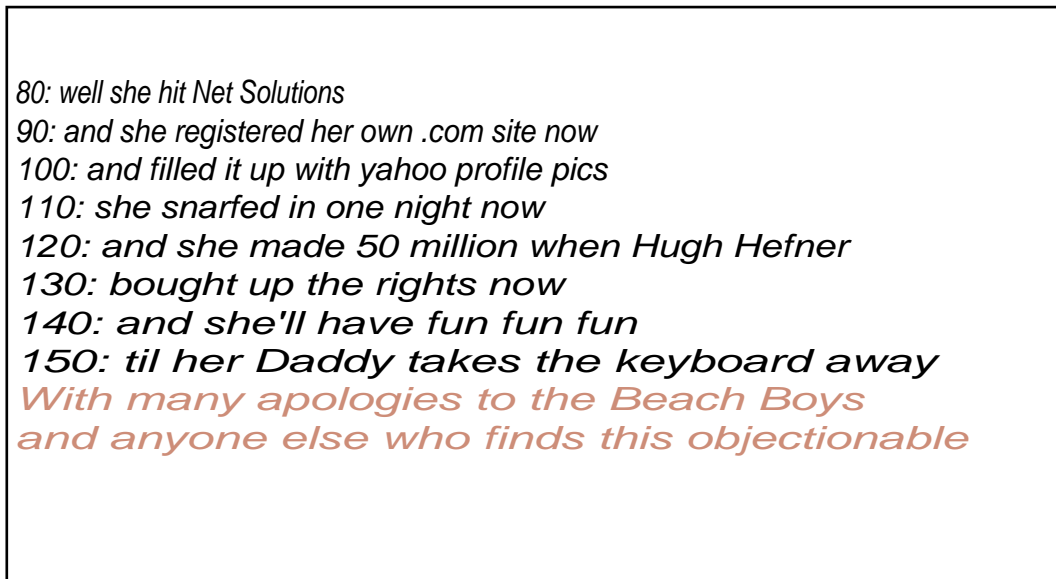 80: well she hit Net Solutions
90: and she registered her own .com site now
100: and filled it up with yahoo profile pics
110: she snarfed in one night now
120: and she made 50 million when Hugh Hefner
130: bought up the rights now
140: and she'll have fun fun fun
150: til her Daddy takes the keyboard away
With many apologies to the Beach Boys
and anyone else who finds this objectionable